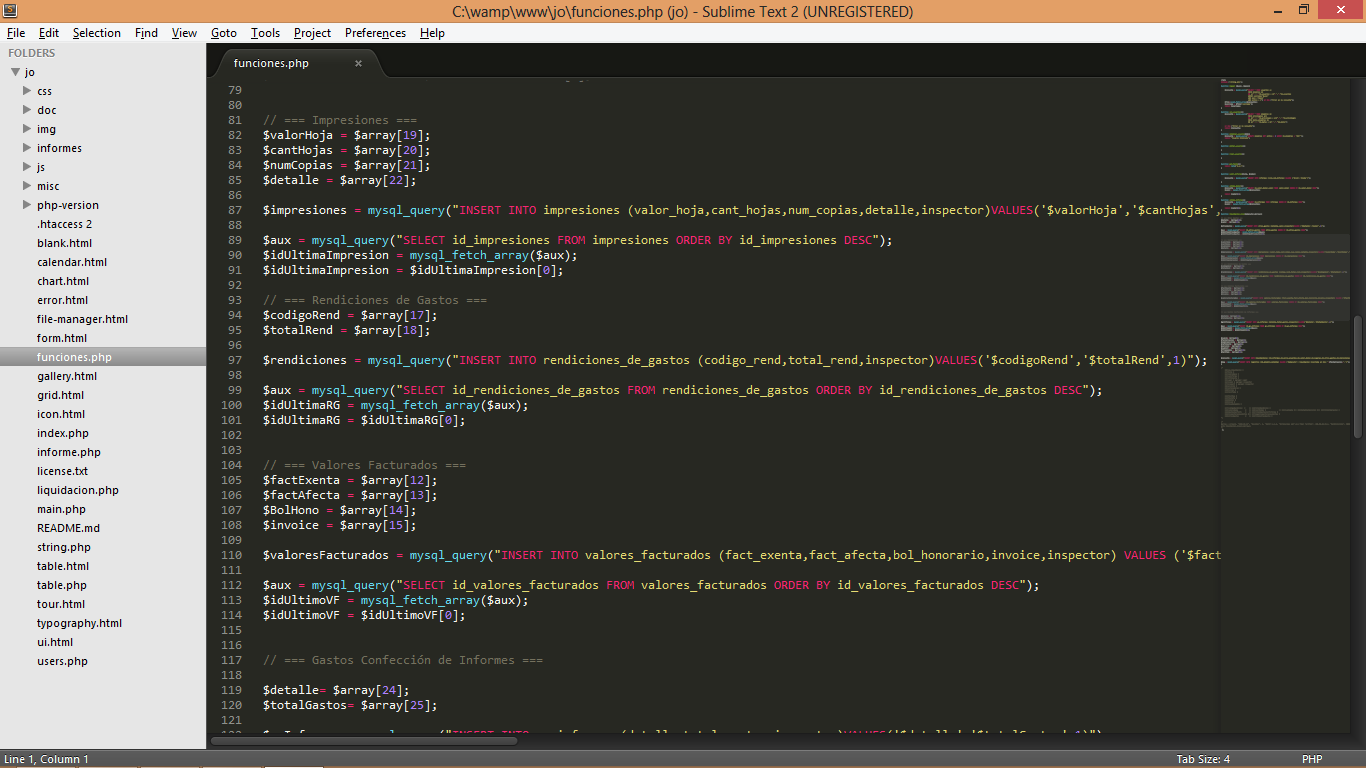 C:\wamp\www\jo\funciones.php (jo) - Sublime Text 2 (UNREGISTERED)
File Edit Selection Find View Goto Tools Project Preferences Help
FOLDERS
jo
css
doc
img
informes
js
misc
php-version
.htaccess 2
blank.html
calendar.html
chart.html
error.html
file-manager.html
form.html
funciones.php
gallery.html
grid.html
icon.html
index.php
informe.php
license.txt
liquidacion.php
main.php
README.md
string.php
table.html
table.php
tour.html
typography.html
ui.html
users.php
funciones.php
79
80
81 // === Impresiones ===
82 $valorHoja = $array[19];
83 $cantHojas = $array[20];
84 $numCopias = $array[21];
85 $detalle = $array[22];
86
87 $impresiones = mysql_query("INSERT INTO impresiones (valor_hoja,cant_hojas,num_copias,detalle,inspector)VALUES('$valorHoja','$cantHojas',
88
89 $aux = mysql_query("SELECT id_impresiones FROM impresiones ORDER BY id_impresiones DESC");
90 $idUltimaImpresion = mysql_fetch_array($aux);
91 $idUltimaImpresion = $idUltimaImpresion[0];
92
93 // === Rendiciones de Gastos ===
94 $codigoRend = $array[17];
95 $totalRend = $array[18];
96
97 $rendiciones = mysql_query("INSERT INTO rendiciones_de_gastos (codigo_rend,total_rend,inspector)VALUES('$codigoRend','$totalRend',1)");
98
99 $aux = mysql_query("SELECT id_rendiciones_de_gastos FROM rendiciones_de_gastos ORDER BY id_rendiciones_de_gastos DESC");
100 $idUltimaRG = mysql_fetch_array($aux);
101 $idUltimaRG = $idUltimaRG[0];
102
103
104 // === Valores Facturados ===
105 $factExenta = $array[12];
106 $factAfecta = $array[13];
107 $BolHono = $array[14];
108 $invoice = $array[15];
109
110 $valoresFacturados = mysql_query("INSERT INTO valores_facturados (fact_exenta,fact_afecta,bol_honorario,invoice,inspector) VALUES ('$fact
111
112 $aux = mysql_query("SELECT id_valores_facturados FROM valores_facturados ORDER BY id_valores_facturados DESC");
113 $idUltimoVF = mysql_fetch_array($aux);
114 $idUltimoVF = $idUltimoVF[0];
115
116
117 // === Gastos Confección de Informes ===
118
119 $detalle= $array[24];
120 $totalGastos= $array[25];
121
Line 1, Column 1
Tab Size: 4
PHP